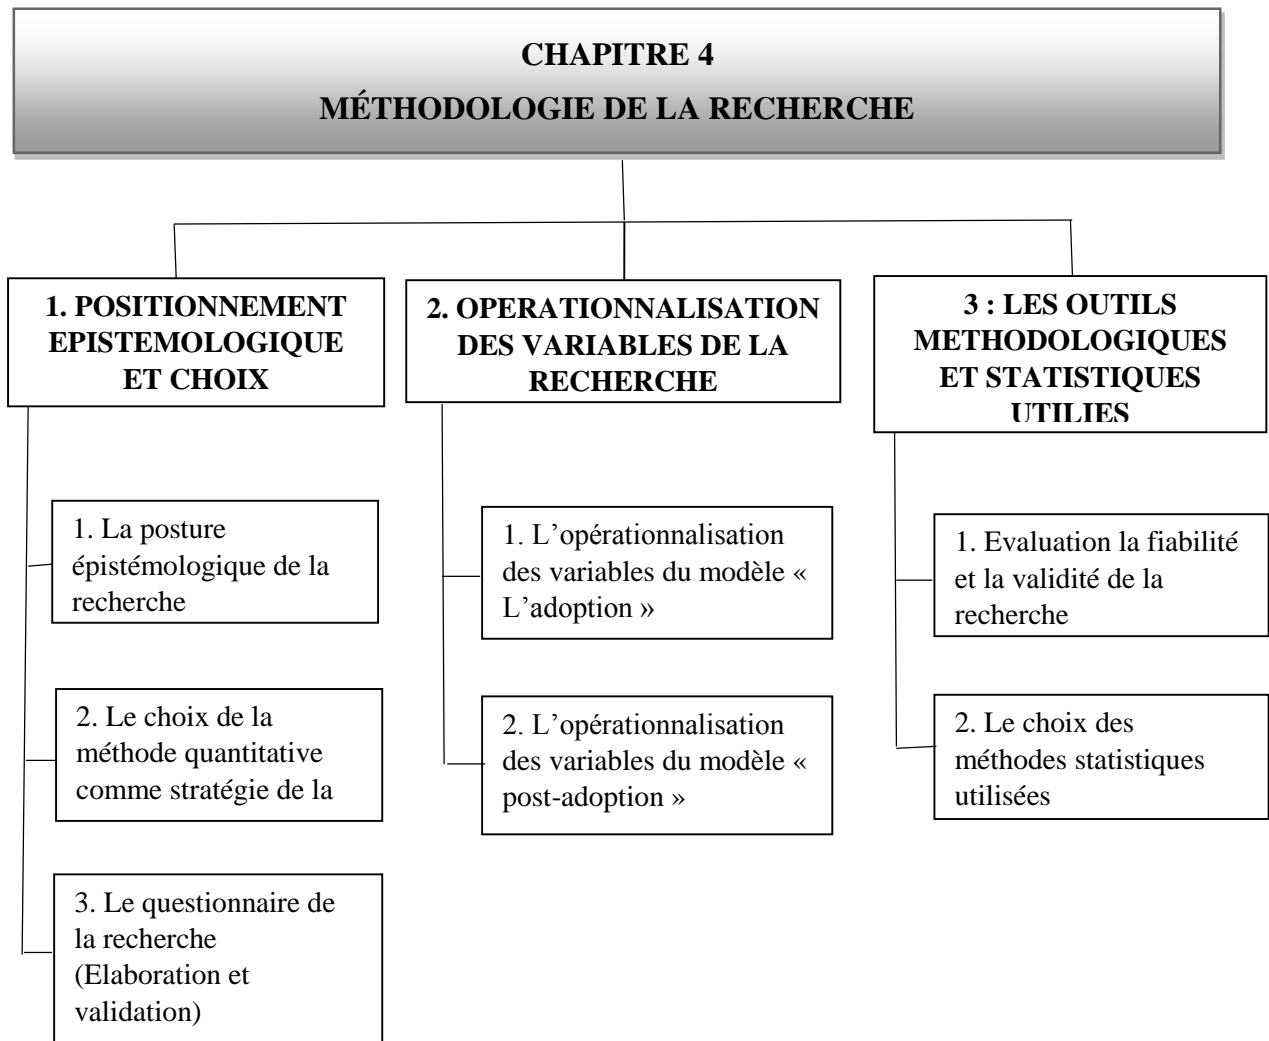 CHAPITRE 4
MÉTHODOLOGIE DE LA RECHERCHE
1. POSITIONNEMENT
EPISTEMOLOGIQUE
ET CHOIX
1. La posture
épistémologique de la
recherche
2. Le choix de la
méthode quantitative
comme stratégie de la
3. Le questionnaire de
la recherche
(Elaboration et
validation)
2. OPERATIONNALISATION
DES VARIABLES DE LA
RECHERCHE
1. L’opérationnalisation
des variables du modèle «
L’adoption »
2. L’opérationnalisation
des variables du modèle «
post-adoption »
3 : LES OUTILS
METHODOLOGIQUES
ET STATISTIQUES
UTILIES
1. Evaluation la fiabilité
et la validité de la
recherche
2. Le choix des
méthodes statistiques
utilisées